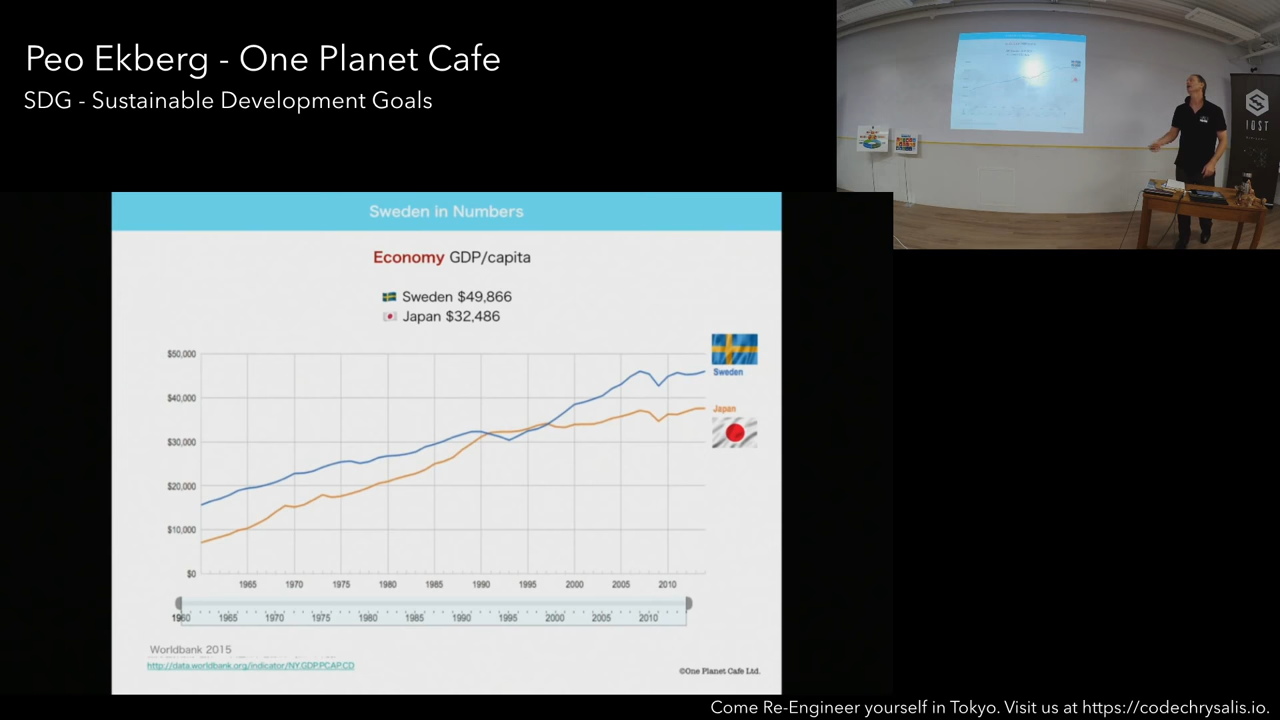 Peo Ekberg - One Planet Cafe
SDG - Sustainable Development Goals
IQST
Sweden in Numbers
Economy GDP/capita
Sweden $49,866
Japan $32,486
$50,000
$40,000
$30,000
$20,000
$10,000
$0
Sweden
Japan
1965 1970 1975 1980 1985 1990 1995 2000 2005 2010
1960 1965 1970 1975 1980 1985 1990 1995 2000 2005 2010
Worldbank 2015
http://data.worldbank.org/indicator/NY.GDP.PCAP.CD
©One Planet Cafe Ltd.
Come Re-Engineer yourself in Tokyo. Visit us at https://codechrysalis.io.